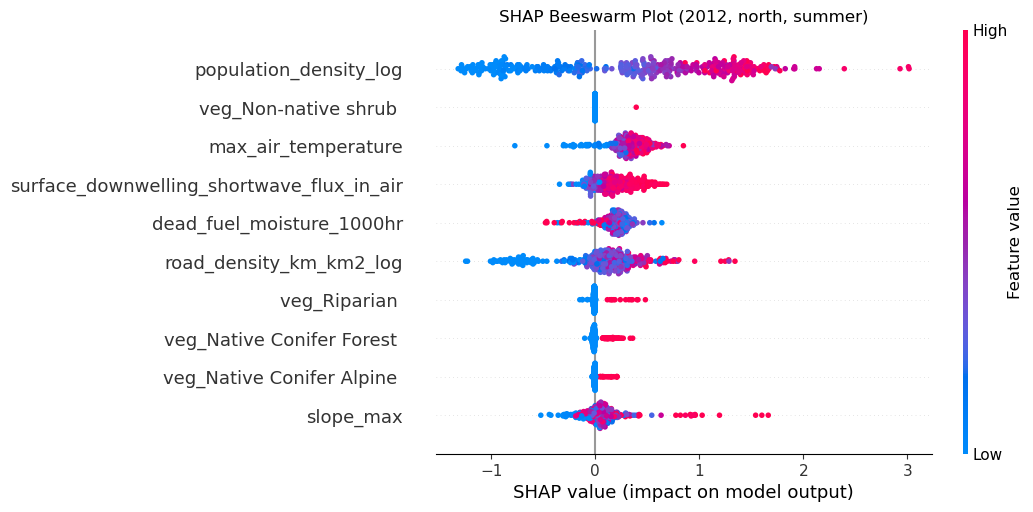 SHAP Beeswarm Plot (2012, north, summer)
High
population_density_log
veg_Non-native shrub
max_air_temperature
surface_downwelling_shortwave_flux_in_air
dead_fuel_moisture_1000hr
road_density_km_km2_log
veg_Riparian
veg_Native Conifer Forest
veg_Native Conifer Alpine
slope_max
Feature value
Low
−1 0 1 2 3
SHAP value (impact on model output)